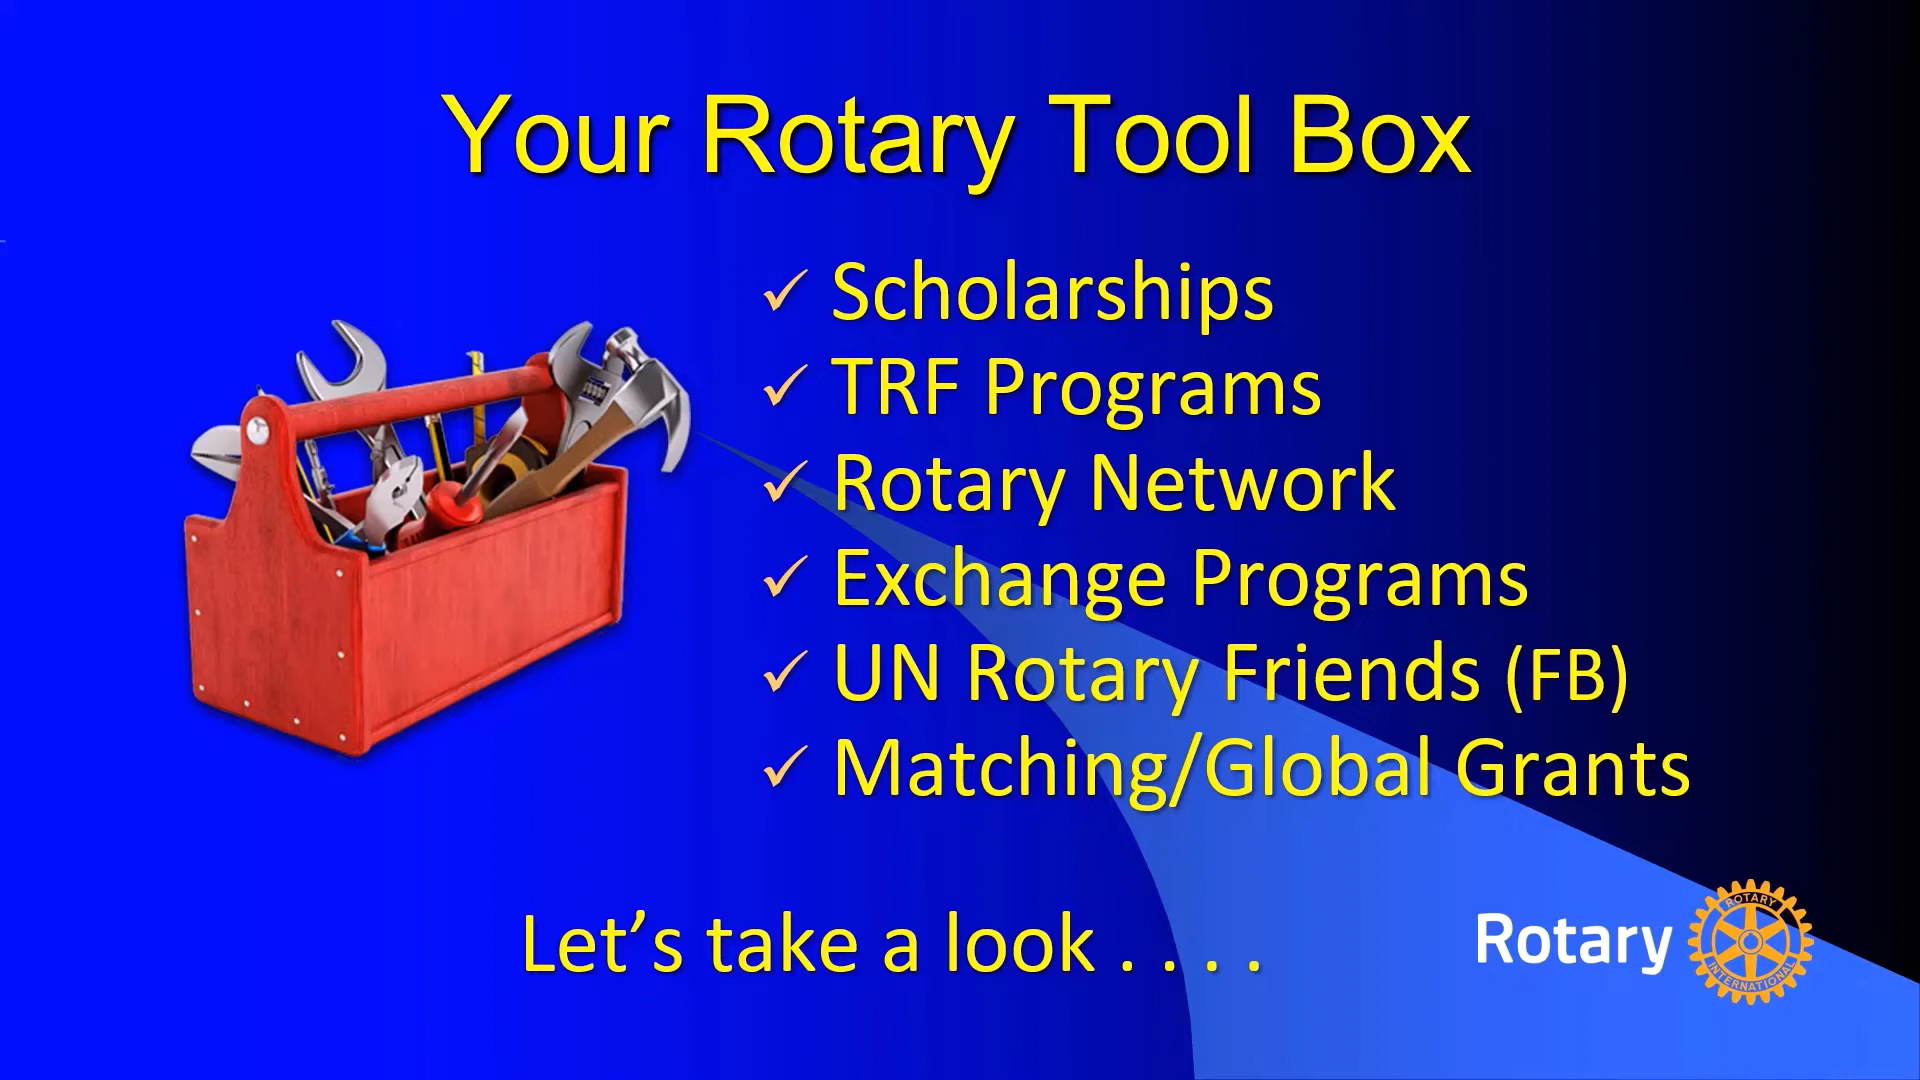 Your Rotary Tool Box
✓ Scholarships
✓ TRF Programs
✓ Rotary Network
✓ Exchange Programs
✓ UN Rotary Friends (FB)
✓ Matching/Global Grants
Let’s take a look . . . .
Rotary
ROTARY
INTERNATIONAL